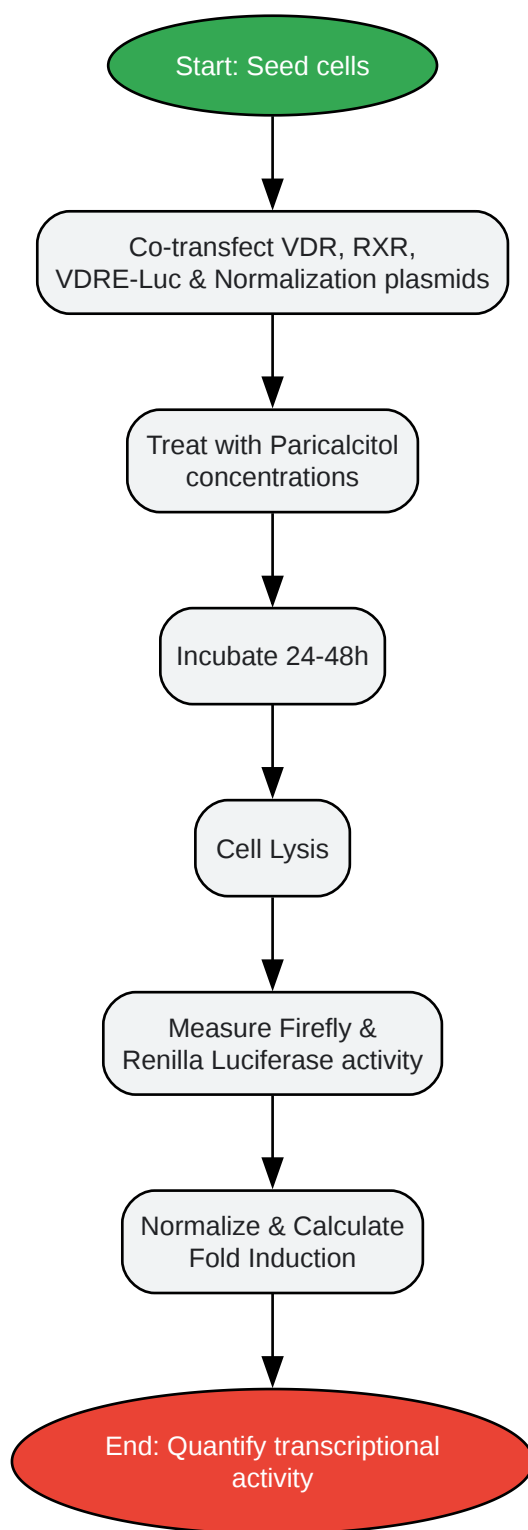 Start: Seed cells
Co-transfect VDR, RXR,
VDRE-Luc & Normalization plasmids
Treat with Paricalcitol
concentrations
Incubate 24-48h
Cell Lysis
Measure Firefly &
Renilla Luciferase activity
Normalize & Calculate
Fold Induction
End: Quantify transcriptional
activity